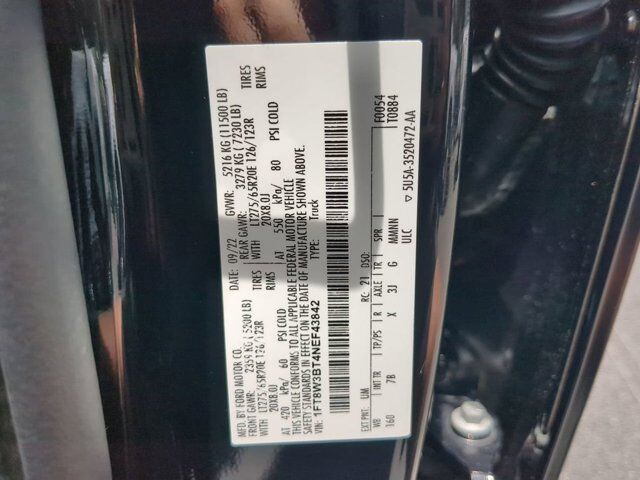 MFD. BY FORD MOTOR CO.
09/22 GVWR: 5216 KG (11500 LB)
FRONT GAWR: 2359 KG (5200 LB) REAR GAWR: 3279 KG (7230 LB)
WITH LT275/65R20E 126/123R TIRES WITH LT275/65R20E 126/123R TIRES
20X8.0J RIMS 20X8.0J RIMS
AT 420 kPa/ 60 PSI COLD AT 550 kPa/ 80 PSI COLD
THIS VEHICLE CONFORMS TO ALL APPLICABLE FEDERAL MOTOR VEHICLE
SAFETY STANDARDS IN EFFECT ON THE DATE OF MANUFACTURE SHOWN ABOVE.
VIN: 1FT8W3BT4NEF43842 Truck
F0054
T0884
EXT PNT: UM RC: 21 DSO:
WB INT TR TP/PS R AXLE TR SPR
160 7B X 3J G MMNNN
ULC
5U5A-3520472-AA